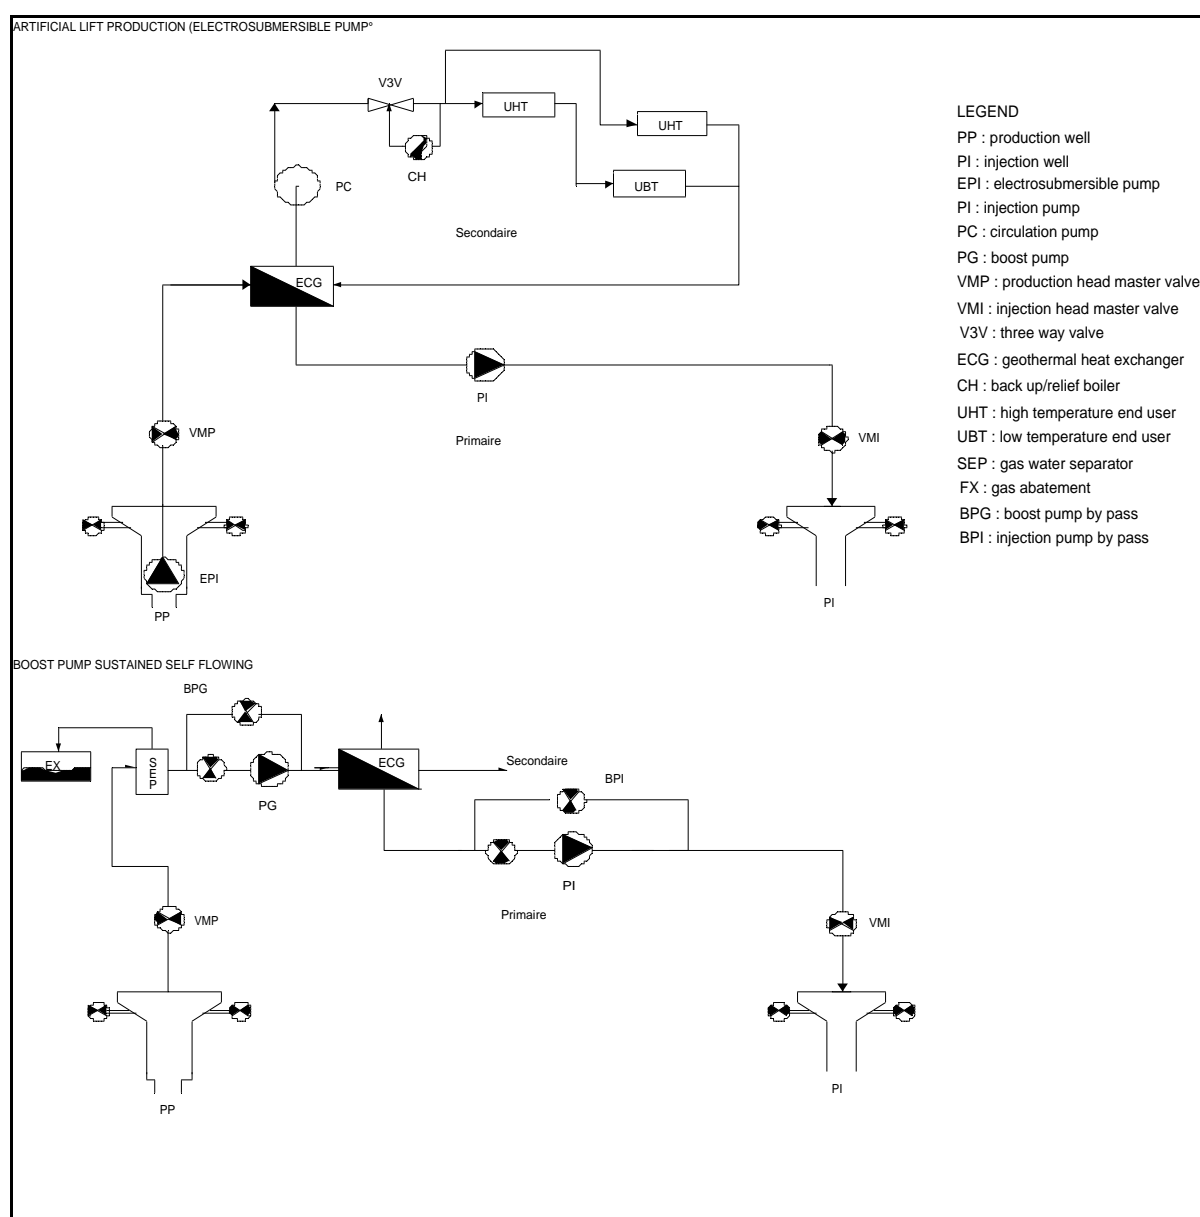 ARTIFICIAL LIFT PRODUCTION (ELECTROSUBMERSIBLE PUMP°
V3V
UHT
UHT
CH
PC
UBT
Secondaire
ECG
PI
VMP
Primaire
VMI
EPI
PP
PI
LEGEND
PP : production well
PI : injection well
EPI : electrosubmersible pump
PI : injection pump
PC : circulation pump
PG : boost pump
VMP : production head master valve
VMI : injection head master valve
V3V : three way valve
ECG : geothermal heat exchanger
CH : back up/relief boiler
UHT : high temperature end user
UBT : low temperature end user
SEP : gas water separator
FX : gas abatement
BPG : boost pump by pass
BPI : injection pump by pass
BOOST PUMP SUSTAINED SELF FLOWING
BPG
FX
SEP
ECG
Secondaire
PG
BPI
PI
Primaire
VMP
VMI
PP
PI